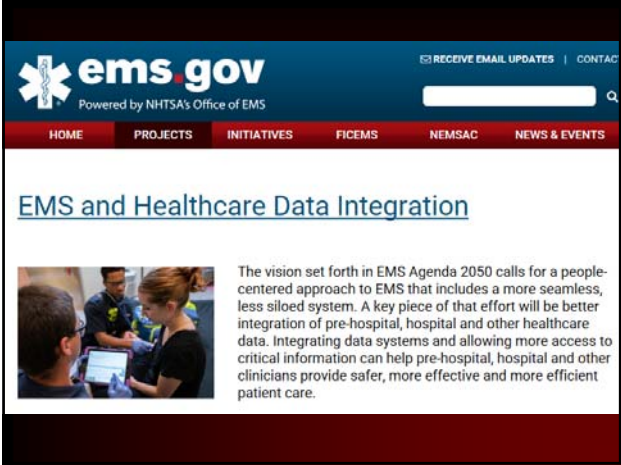 ems.gov
Powered by NHTSA's Office of EMS
RECEIVE EMAIL UPDATES | CONTAC
HOME PROJECTS INITIATIVES FICEMS NEMSAC NEWS & EVENTS
EMS and Healthcare Data Integration
The vision set forth in EMS Agenda 2050 calls for a people-
centered approach to EMS that includes a more seamless,
less siloed system. A key piece of that effort will be better
integration of pre-hospital, hospital and other healthcare
data. Integrating data systems and allowing more access to
critical information can help pre-hospital, hospital and other
clinicians provide safer, more effective and more efficient
patient care.